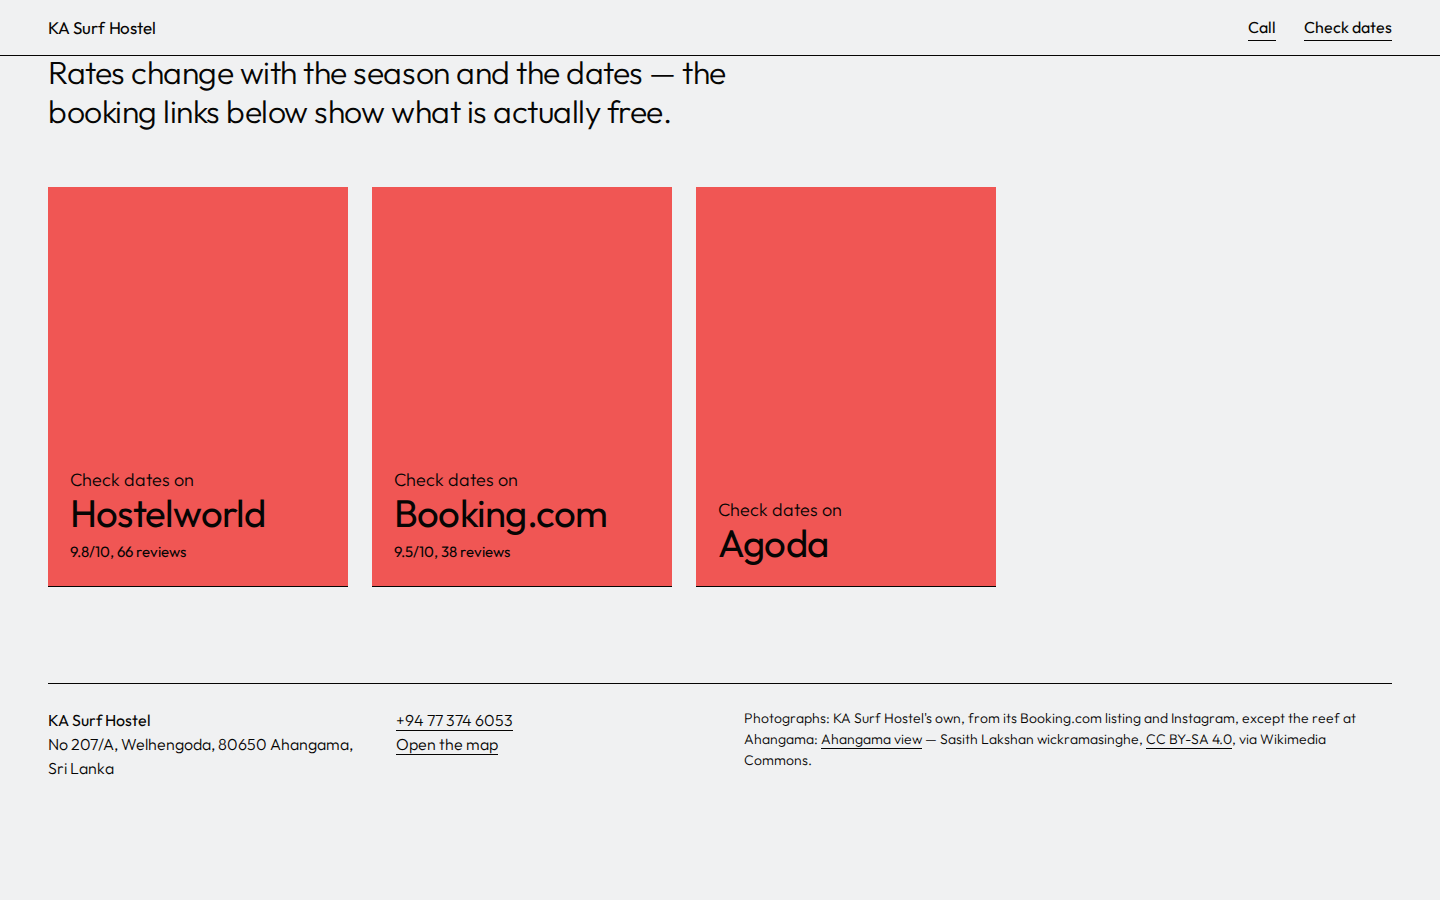 KA Surf Hostel
Call
Check dates
Rates change with the season and the dates — the
booking links below show what is actually free.
Check dates on
Hostelworld
9.8/10, 66 reviews
Check dates on
Booking.com
9.5/10, 38 reviews
Check dates on
Agoda
KA Surf Hostel
No 207/A, Welhengoda, 80650 Ahangama,
Sri Lanka
+94 77 374 6053
Open the map
Photographs: KA Surf Hostel's own, from its Booking.com listing and Instagram, except the reef at
Ahangama: Ahangama view — Sasith Lakshan wickramasinghe, CC BY-SA 4.0, via Wikimedia
Commons.